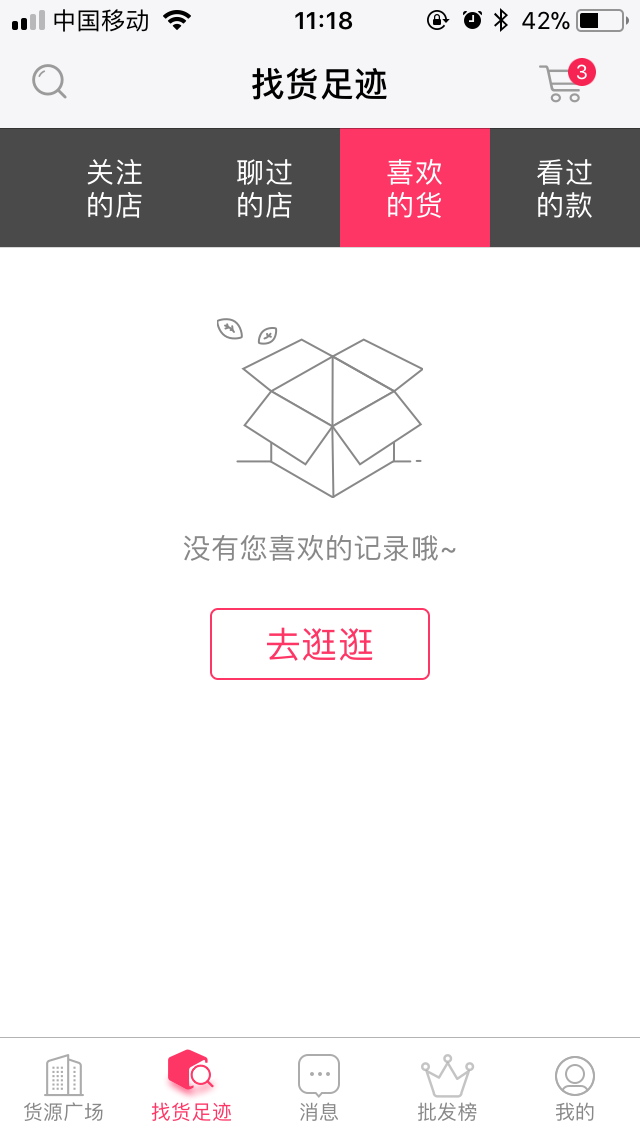 中国移动 11:18 42%
找货足迹 3
关注 聊过 喜欢 看过
的店 的店 的货 的款
没有您喜欢的记录哦~
去逛逛
货源广场 找货足迹 消息 批发榜 我的